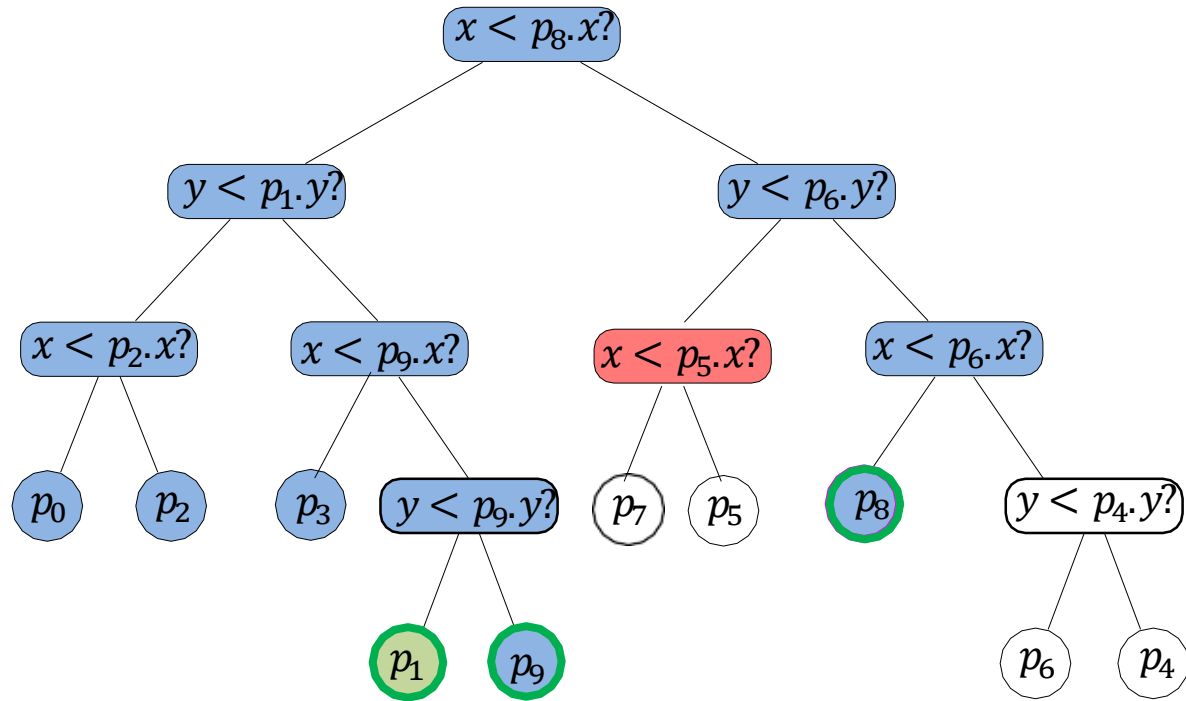 x < p₈.x?
y < p₁.y?
y < p₆.y?
x < p₂.x?
x < p₉.x?
x < p₅.x?
x < p₆.x?
p₀
p₂
p₃
y < p₉.y?
p₇
p₅
p₈
y < p₄.y?
p₁
p₉
p₆
p₄